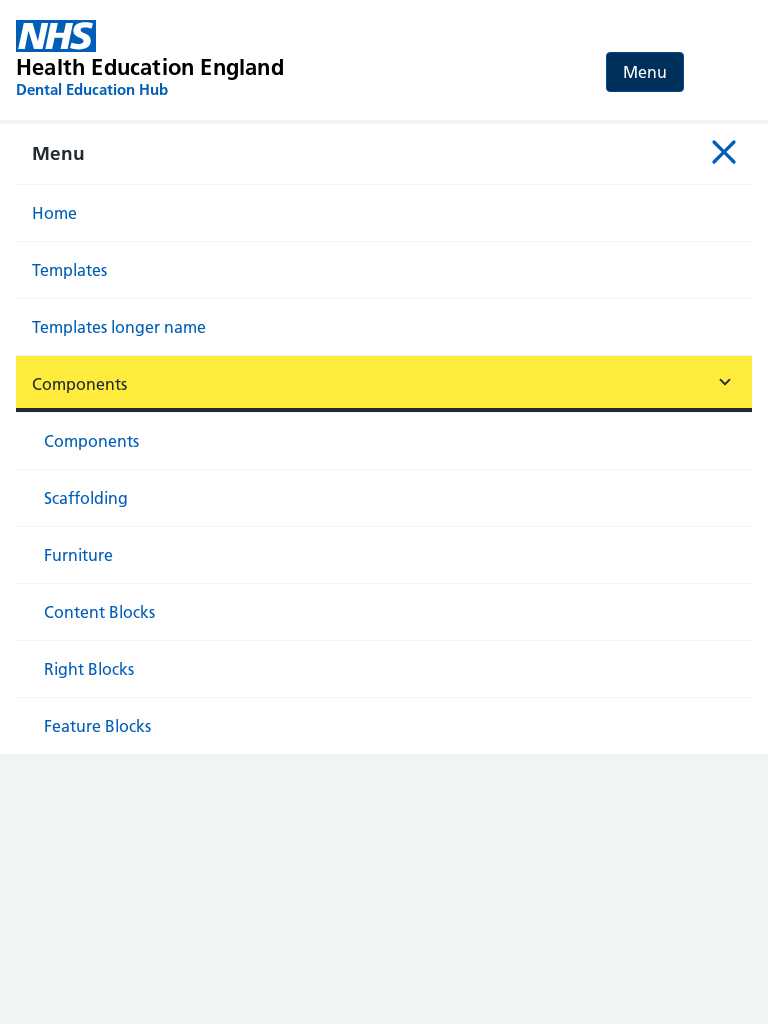 NHS
Health Education England
Dental Education Hub
Menu
Menu
Home
Templates
Templates longer name
Components
Components
Scaffolding
Furniture
Content Blocks
Right Blocks
Feature Blocks